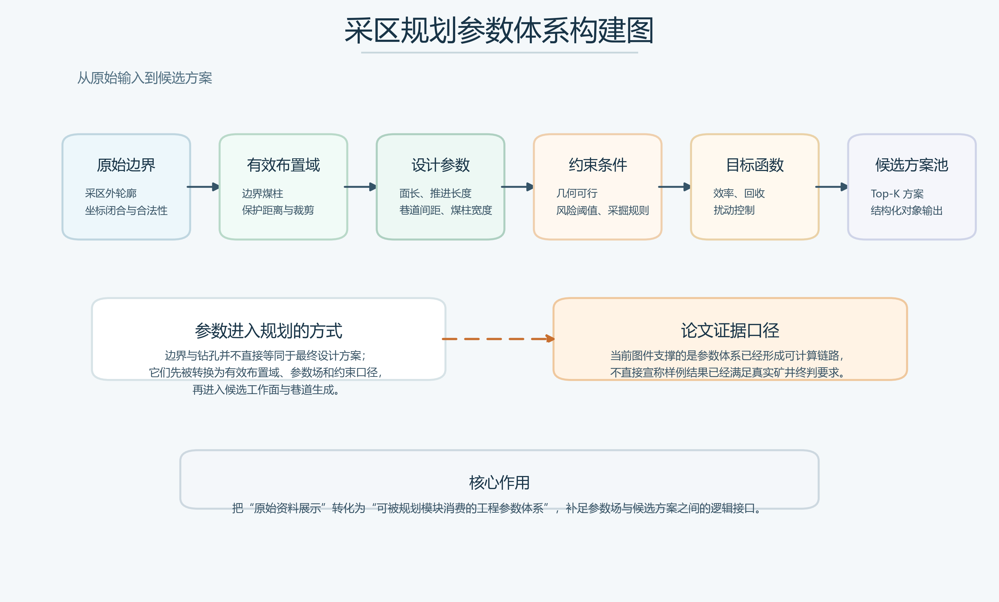 采区规划参数体系构建图
从原始输入到候选方案
原始边界
采区外轮廓
坐标闭合与合法性
有效布置域
边界煤柱
保护距离与裁剪
设计参数
面长、推进长度
巷道间距、煤柱宽度
约束条件
几何可行
风险阈值、采掘规则
目标函数
效率、回收
扰动控制
候选方案池
Top-K 方案
结构化对象输出
参数进入规划的方式
边界与钻孔并不直接等同于最终设计方案；
它们先被转换为有效布置域、参数场和约束口径，
再进入候选工作面与巷道生成。
论文证据口径
当前图件支撑的是参数体系已经形成可计算链路，
不直接宣称样例结果已经满足真实矿井终判要求。
核心作用
把“原始资料展示”转化为“可被规划模块消费的工程参数体系”，补足参数场与候选方案之间的逻辑接口。